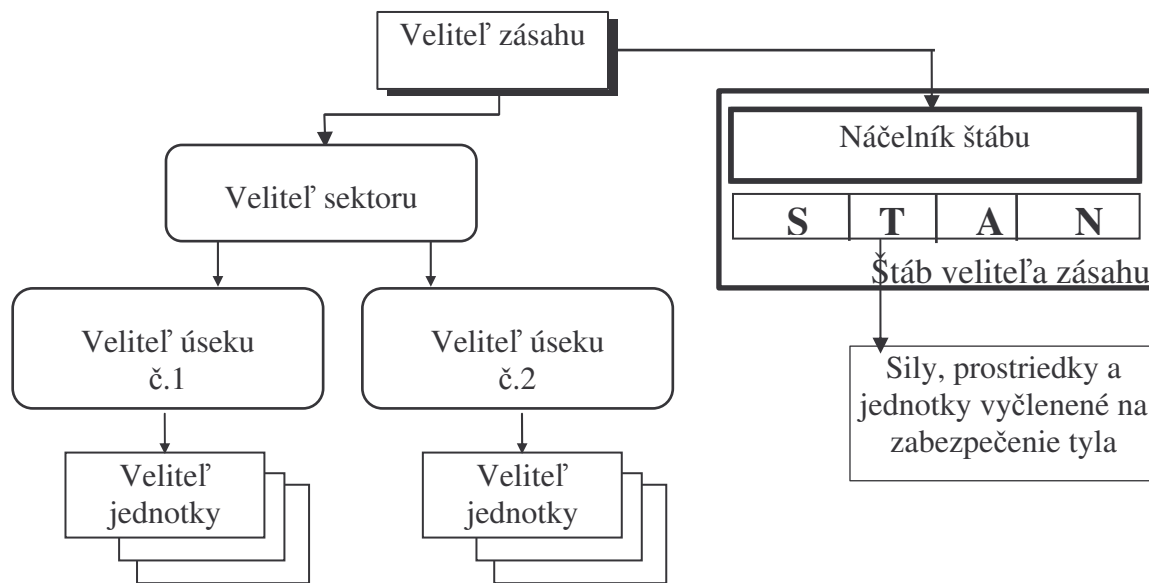 Veliteľ zásahu
Náčelník štábu
S T A N
Štáb veliteľa zásahu
Veliteľ sektoru
Veliteľ úseku
č.1
Veliteľ úseku
č.2
Sily, prostriedky a
jednotky vyčlenené na
zabezpečenie tyla
Veliteľ
jednotky
Veliteľ
jednotky